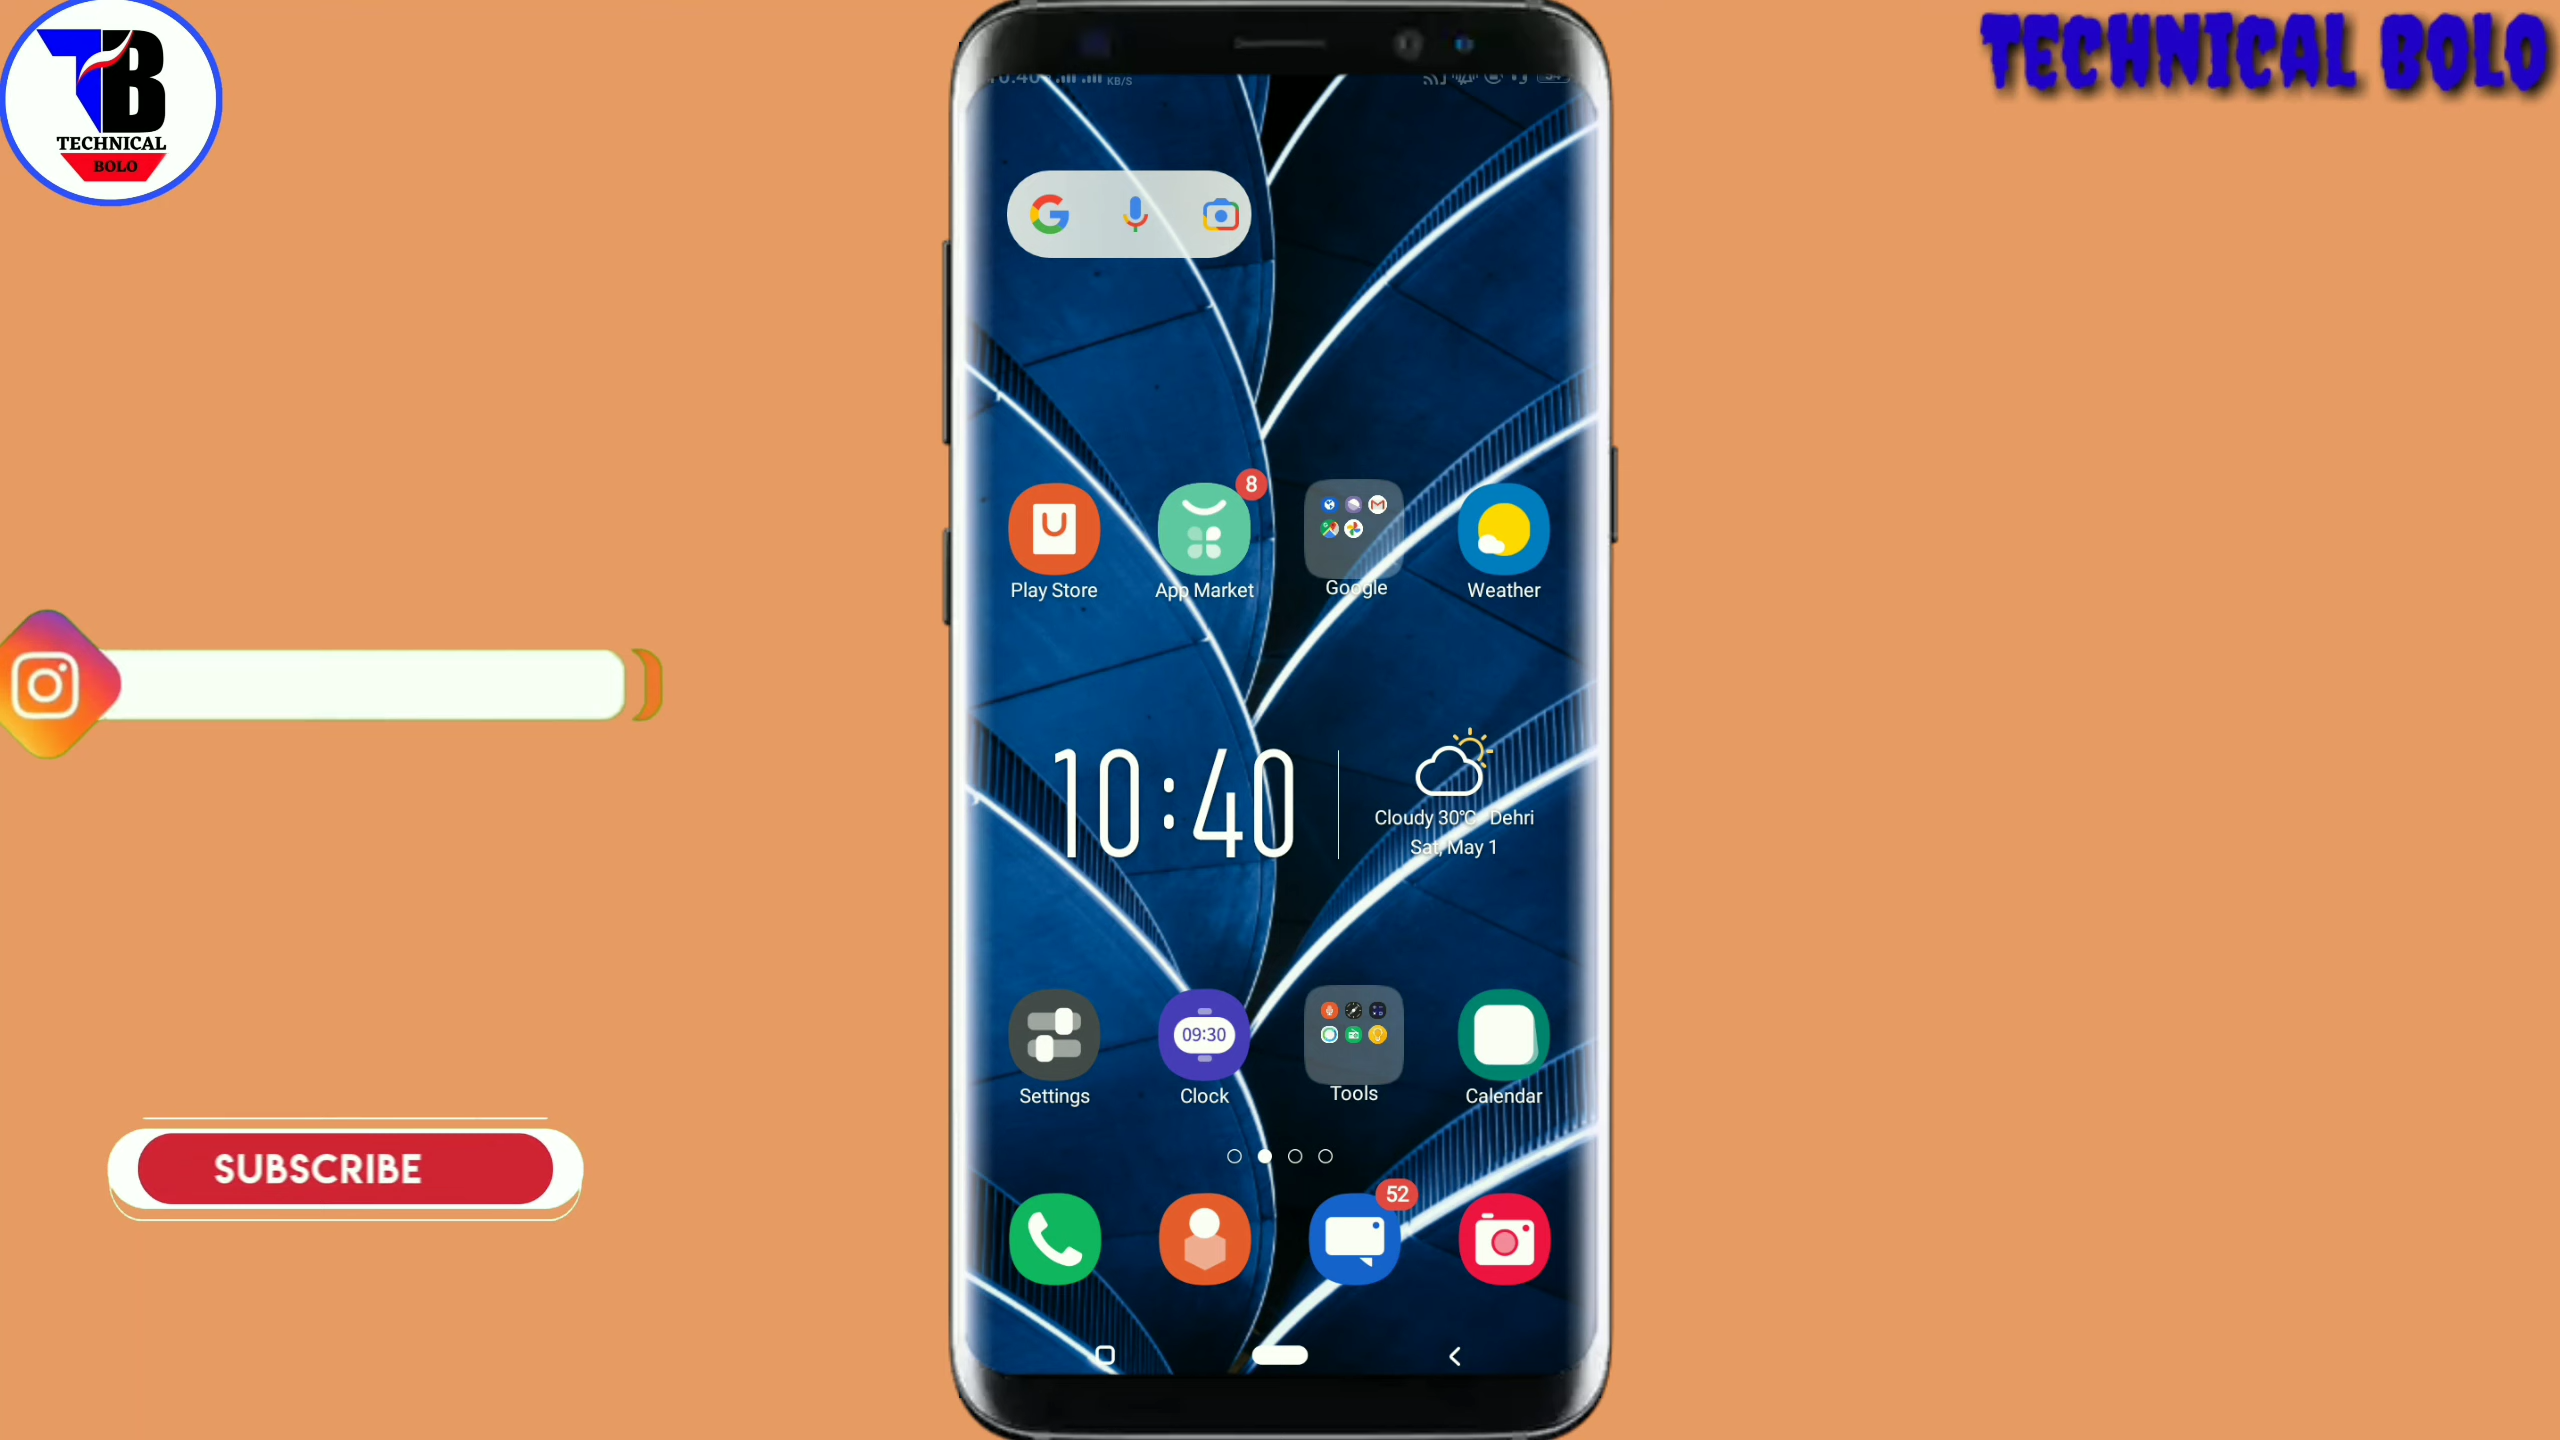 TECHNICAL
BOLO
TECHNICAL BOLO
KB/S
8
Play Store
App Market
Google
Weather
10:40
Cloudy 30℃ Dehri
Sat, May 1
09:30
Settings
Clock
Tools
Calendar
SUBSCRIBE
52